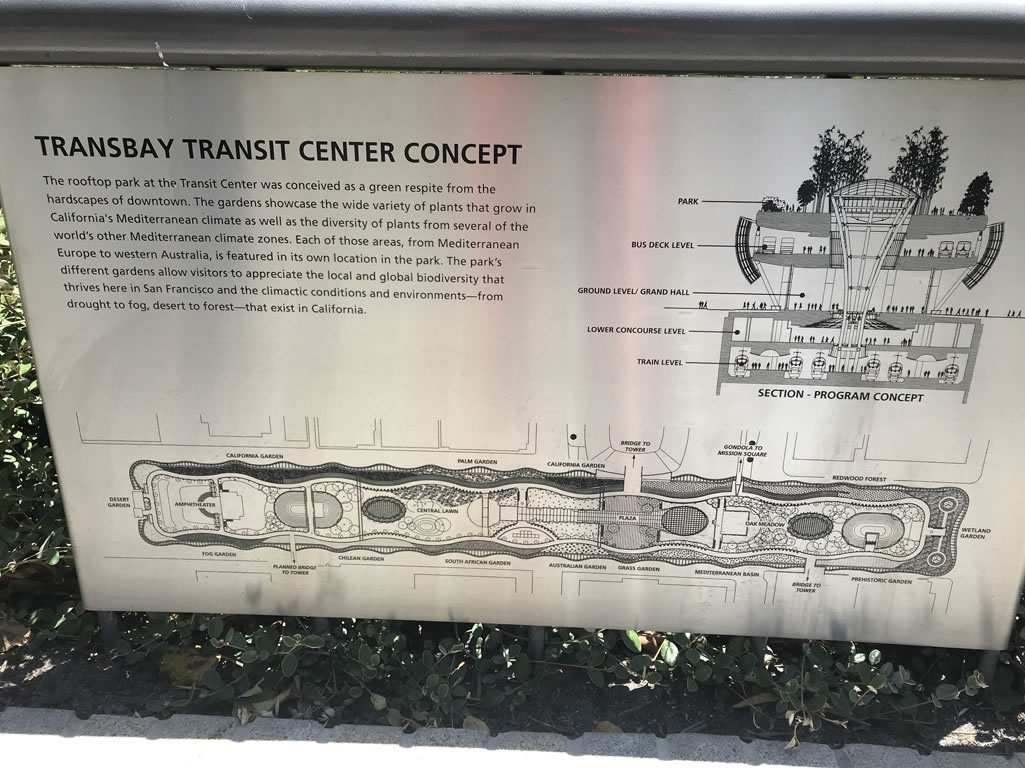 TRANSBAY TRANSIT CENTER CONCEPT
The rooftop park at the Transit Center was conceived as a green respite from the
hardscapes of downtown. The gardens showcase the wide variety of plants that grow in
California's Mediterranean climate as well as the diversity of plants from several of the
world's other Mediterranean climate zones. Each of those areas, from Mediterranean
Europe to western Australia, is featured in its own location in the park. The park's
different gardens allow visitors to appreciate the local and global biodiversity that
thrives here in San Francisco and the climactic conditions and environments—from
drought to fog, desert to forest—that exist in California.
PARK
BUS DECK LEVEL
GROUND LEVEL/ GRAND HALL
LOWER CONCOURSE LEVEL
TRAIN LEVEL
SECTION - PROGRAM CONCEPT
BRIDGE TO
TOWER
GONDOLA TO
MISSION SQUARE
CALIFORNIA GARDEN
PALM GARDEN
CALIFORNIA GARDEN
REDWOOD FOREST
DESERT
GARDEN
AMPHITHEATER
CENTRAL LAWN
PLAZA
OAK MEADOW
WETLAND
GARDEN
FOG GARDEN
PLANNED BRIDGE
TO TOWER
CHILEAN GARDEN
SOUTH AFRICAN GARDEN
AUSTRALIAN GARDEN
GRASS GARDEN
MEDITERRANEAN BASIN
BRIDGE TO
TOWER
PREHISTORIC GARDEN